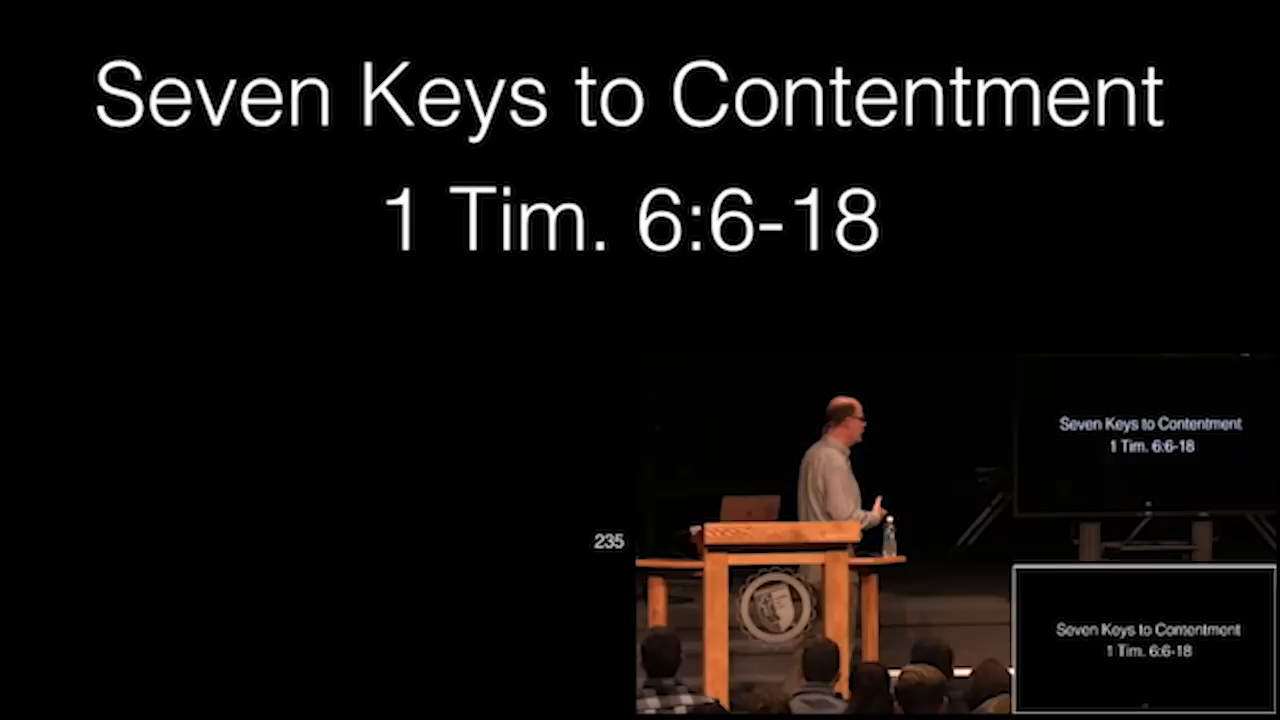 Seven Keys to Contentment
1 Tim. 6:6-18
235
Seven Keys to Contentment
1 Tim. 6:6-18
Seven Keys to Contentment
1 Tim. 6:6-18